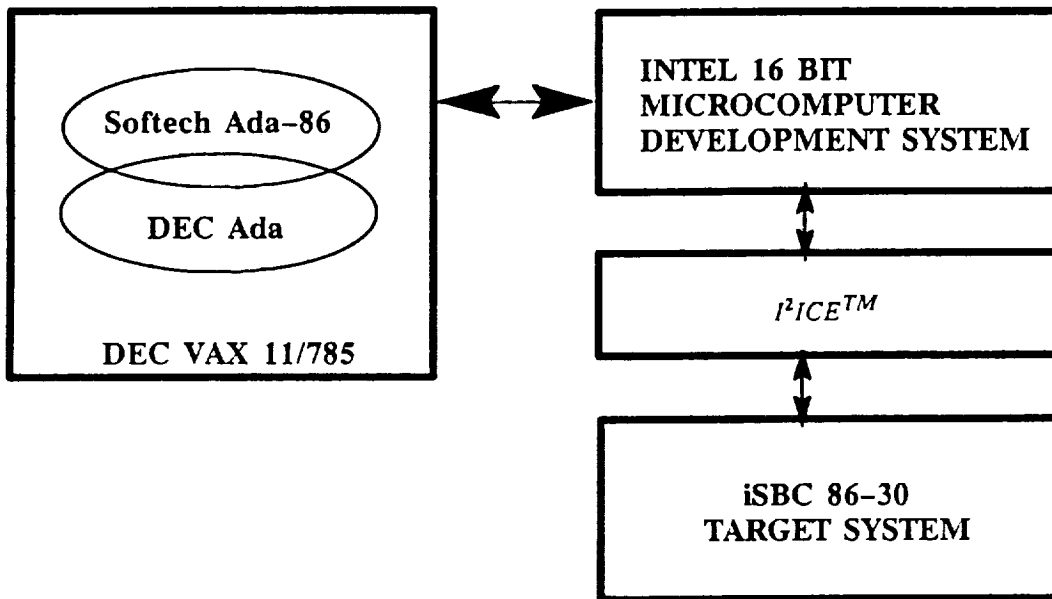 Softech Ada–86
DEC Ada
DEC VAX 11/785
INTEL 16 BIT
MICROCOMPUTER
DEVELOPMENT SYSTEM
I²ICE™
iSBC 86–30
TARGET SYSTEM